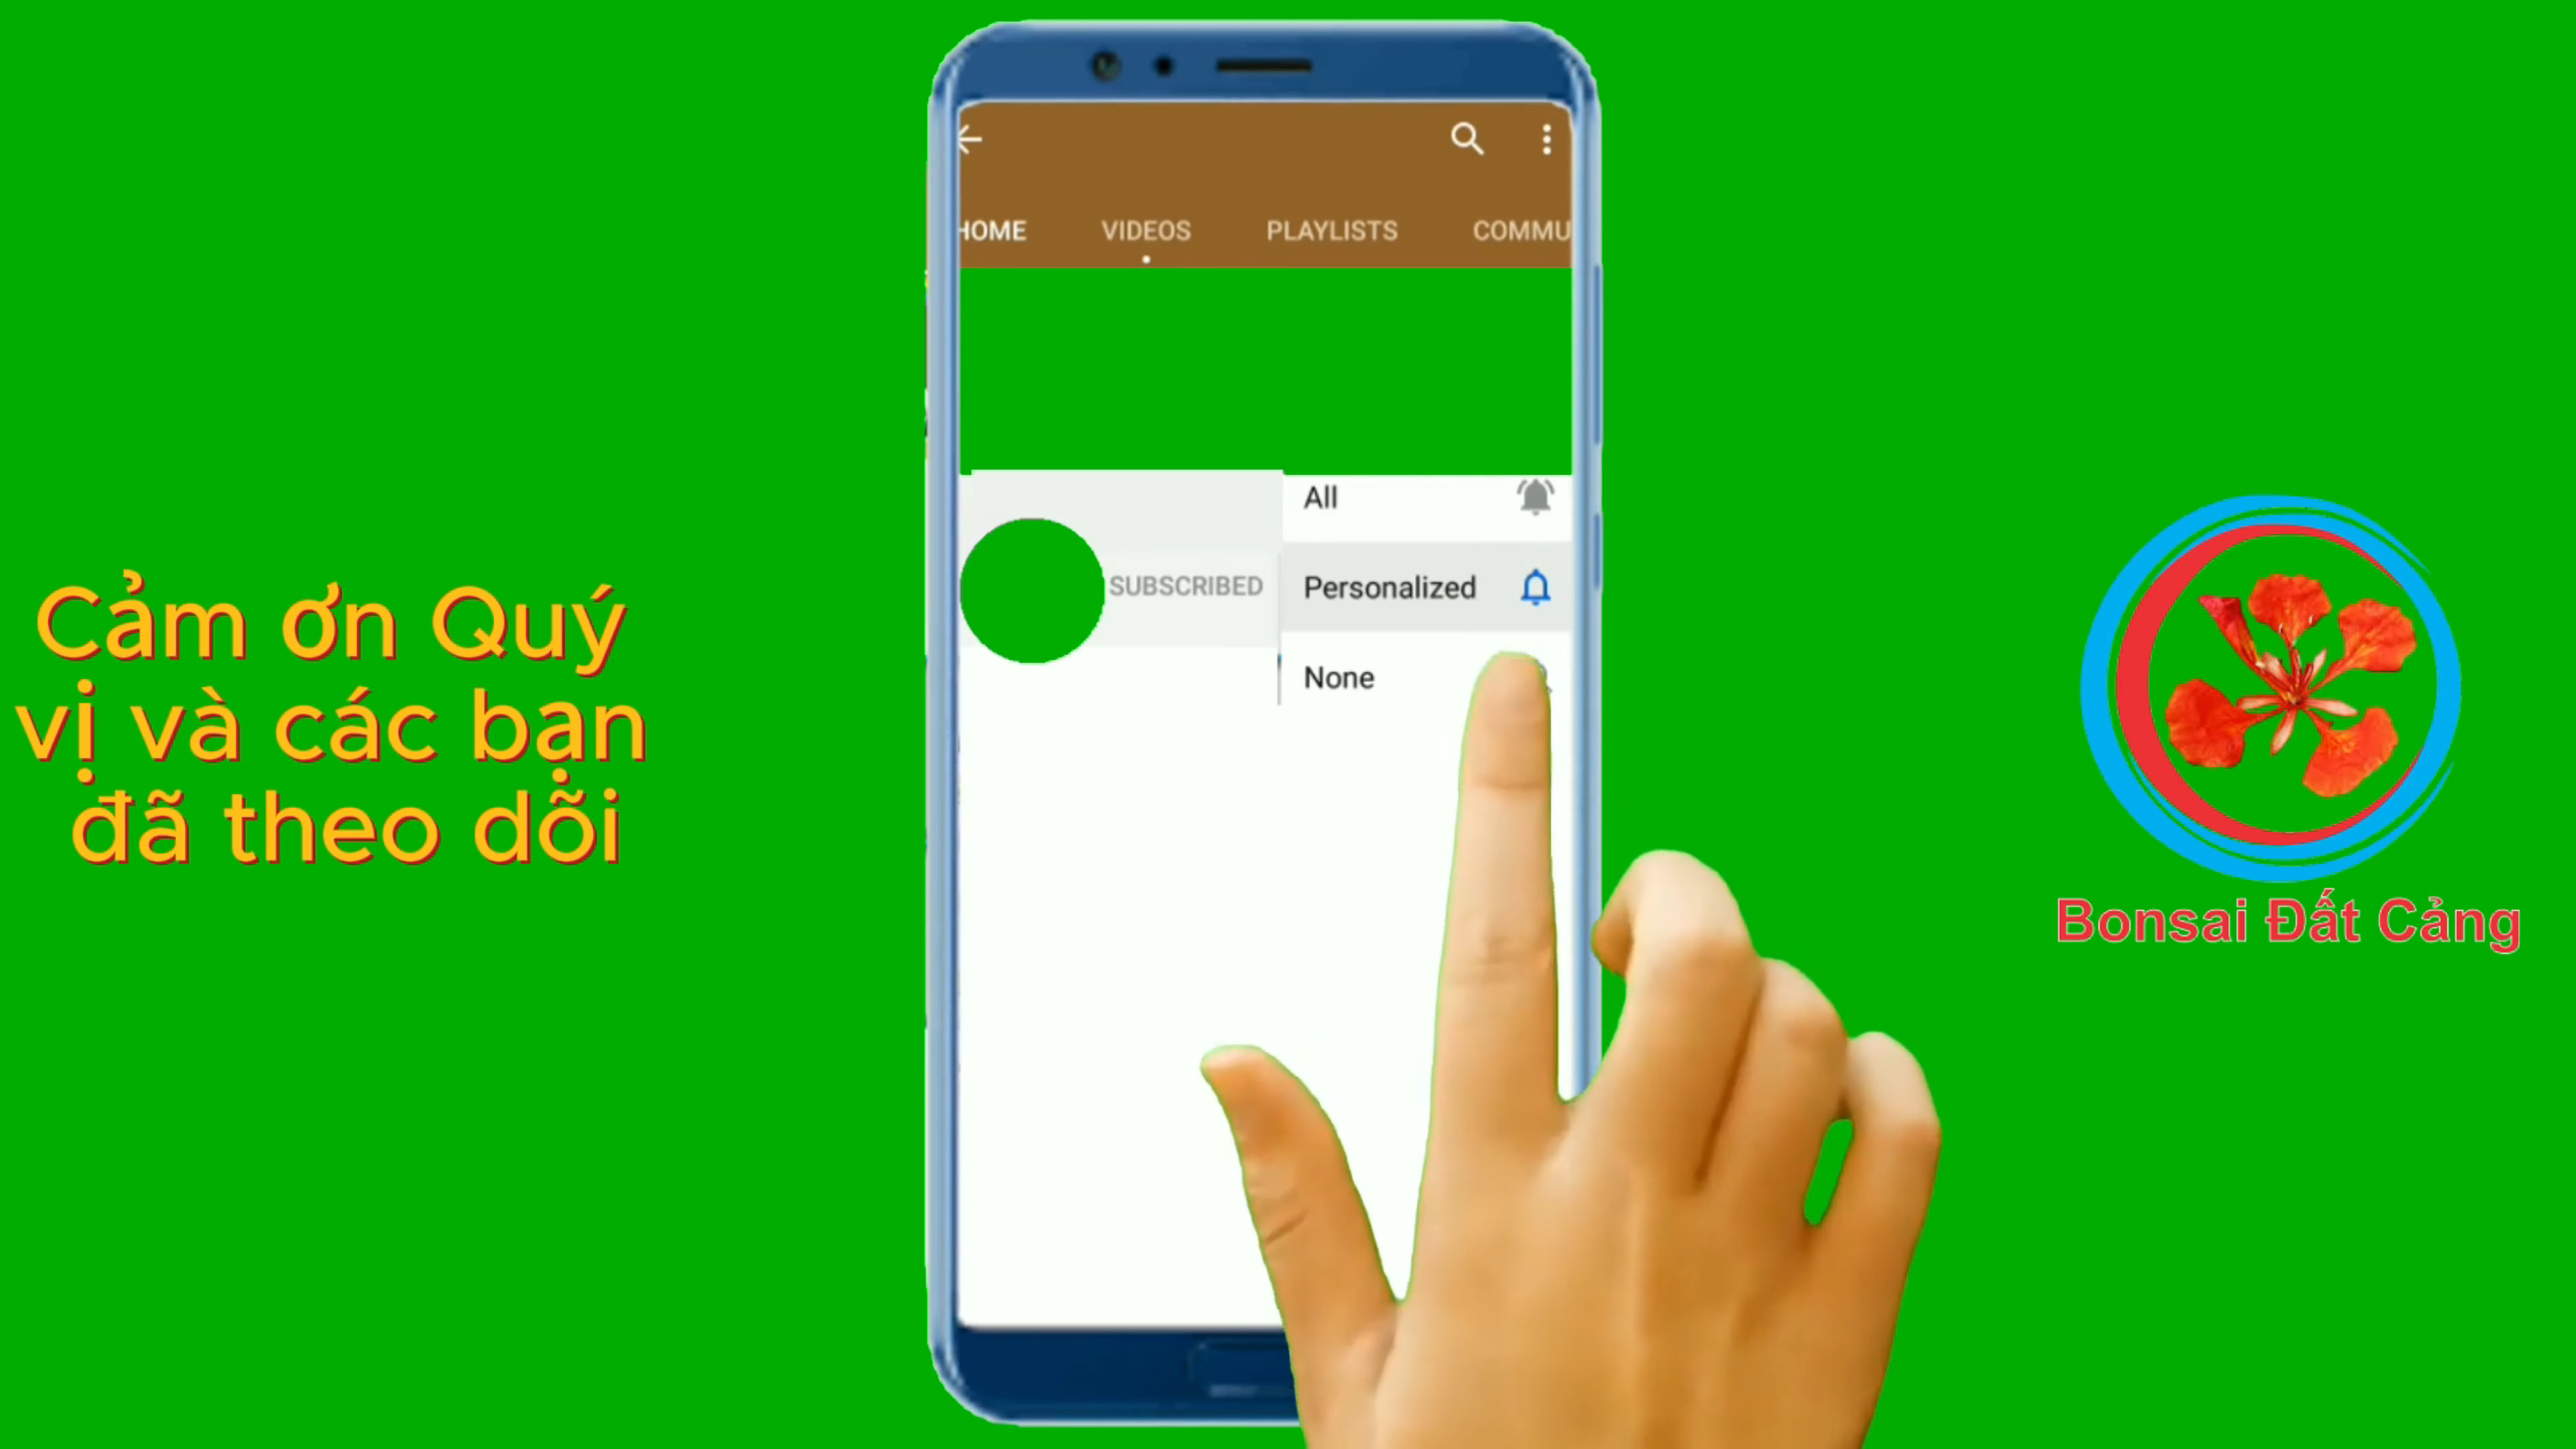 HOME
VIDEOS
PLAYLISTS
COMMU
All
SUBSCRIBED
Personalized
None
Cảm ơn Quý
vị và các bạn
đã theo dõi
Bonsai Đất Cảng